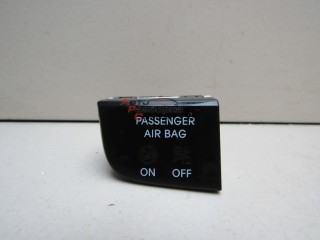 PASSENGER
AIR BAG
ON OFF